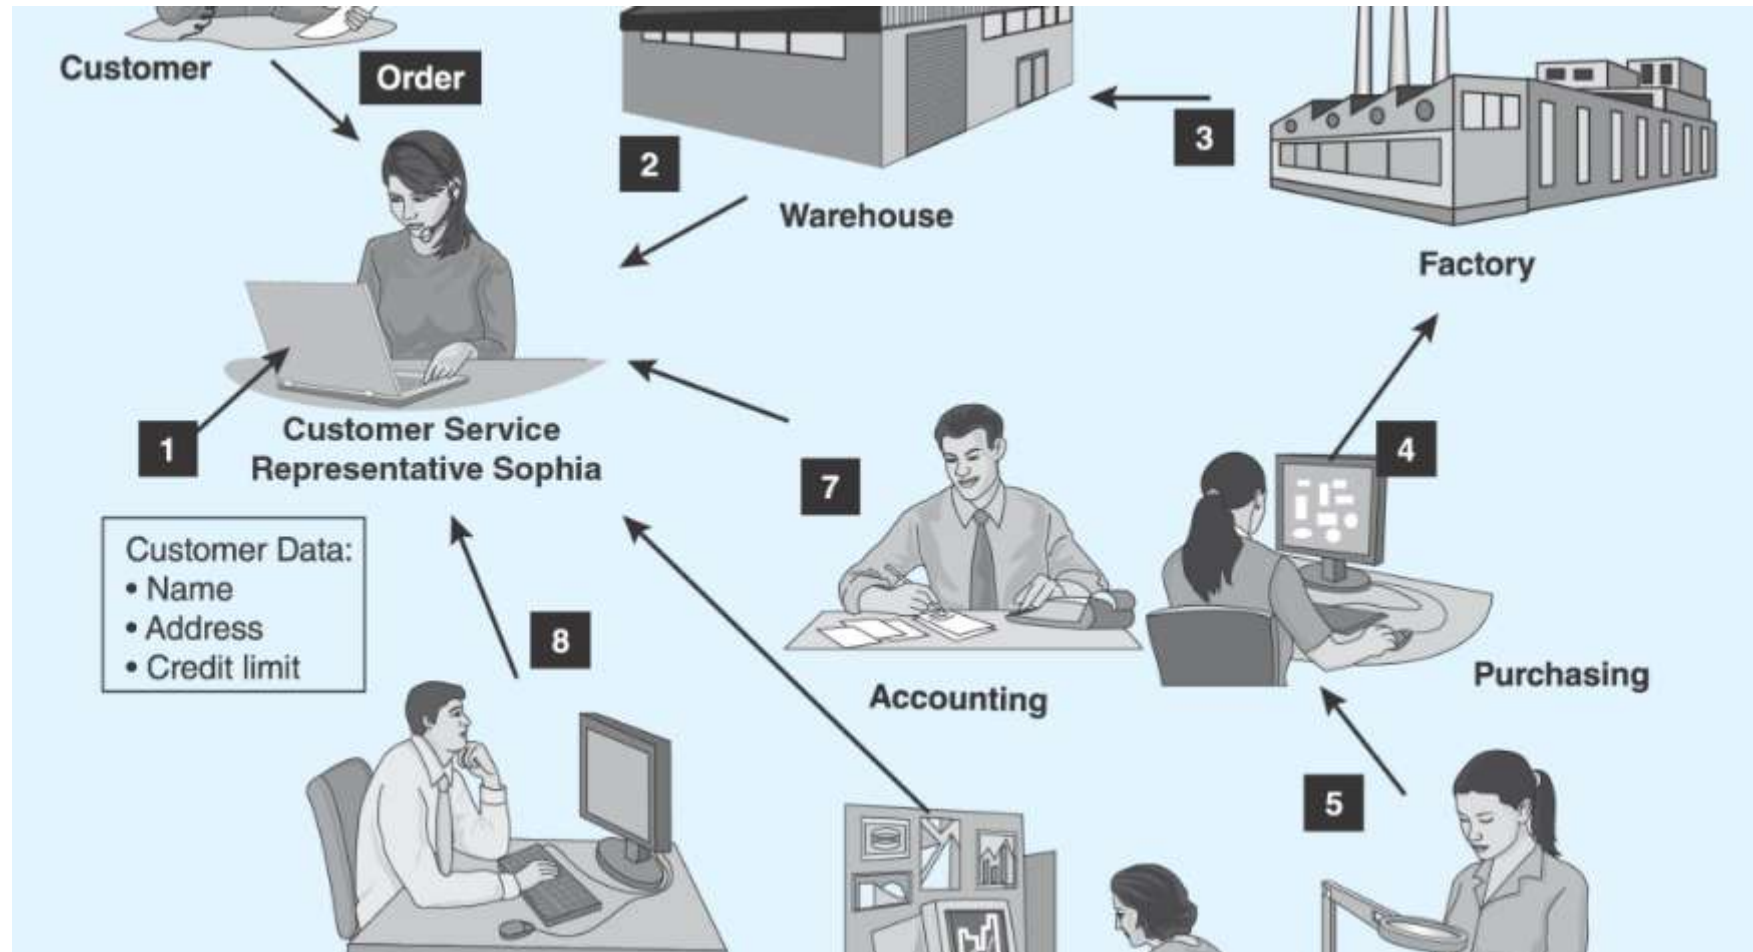 Customer
Order
2
Warehouse
3
Factory
1
Customer Service
Representative Sophia
7
4
Customer Data:
• Name
• Address
• Credit limit
8
Accounting
Purchasing
5